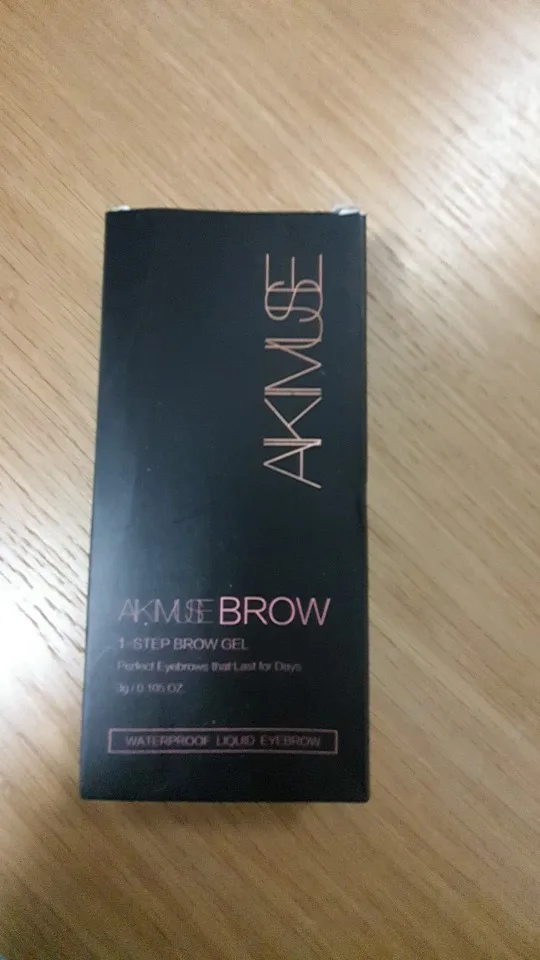 AKIMUSE
AKIMUSE BROW
1-STEP BROW GEL
Perfect Eyebrows that Last for Days
3g / 0.105 OZ
WATERPROOF LIQUID EYEBROW